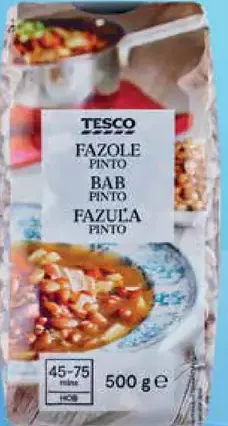 TESCO
FAZOLE
PINTO
BAB
PINTO
FAZUĽA
PINTO
45-75
mins
HOB
500 g ℮